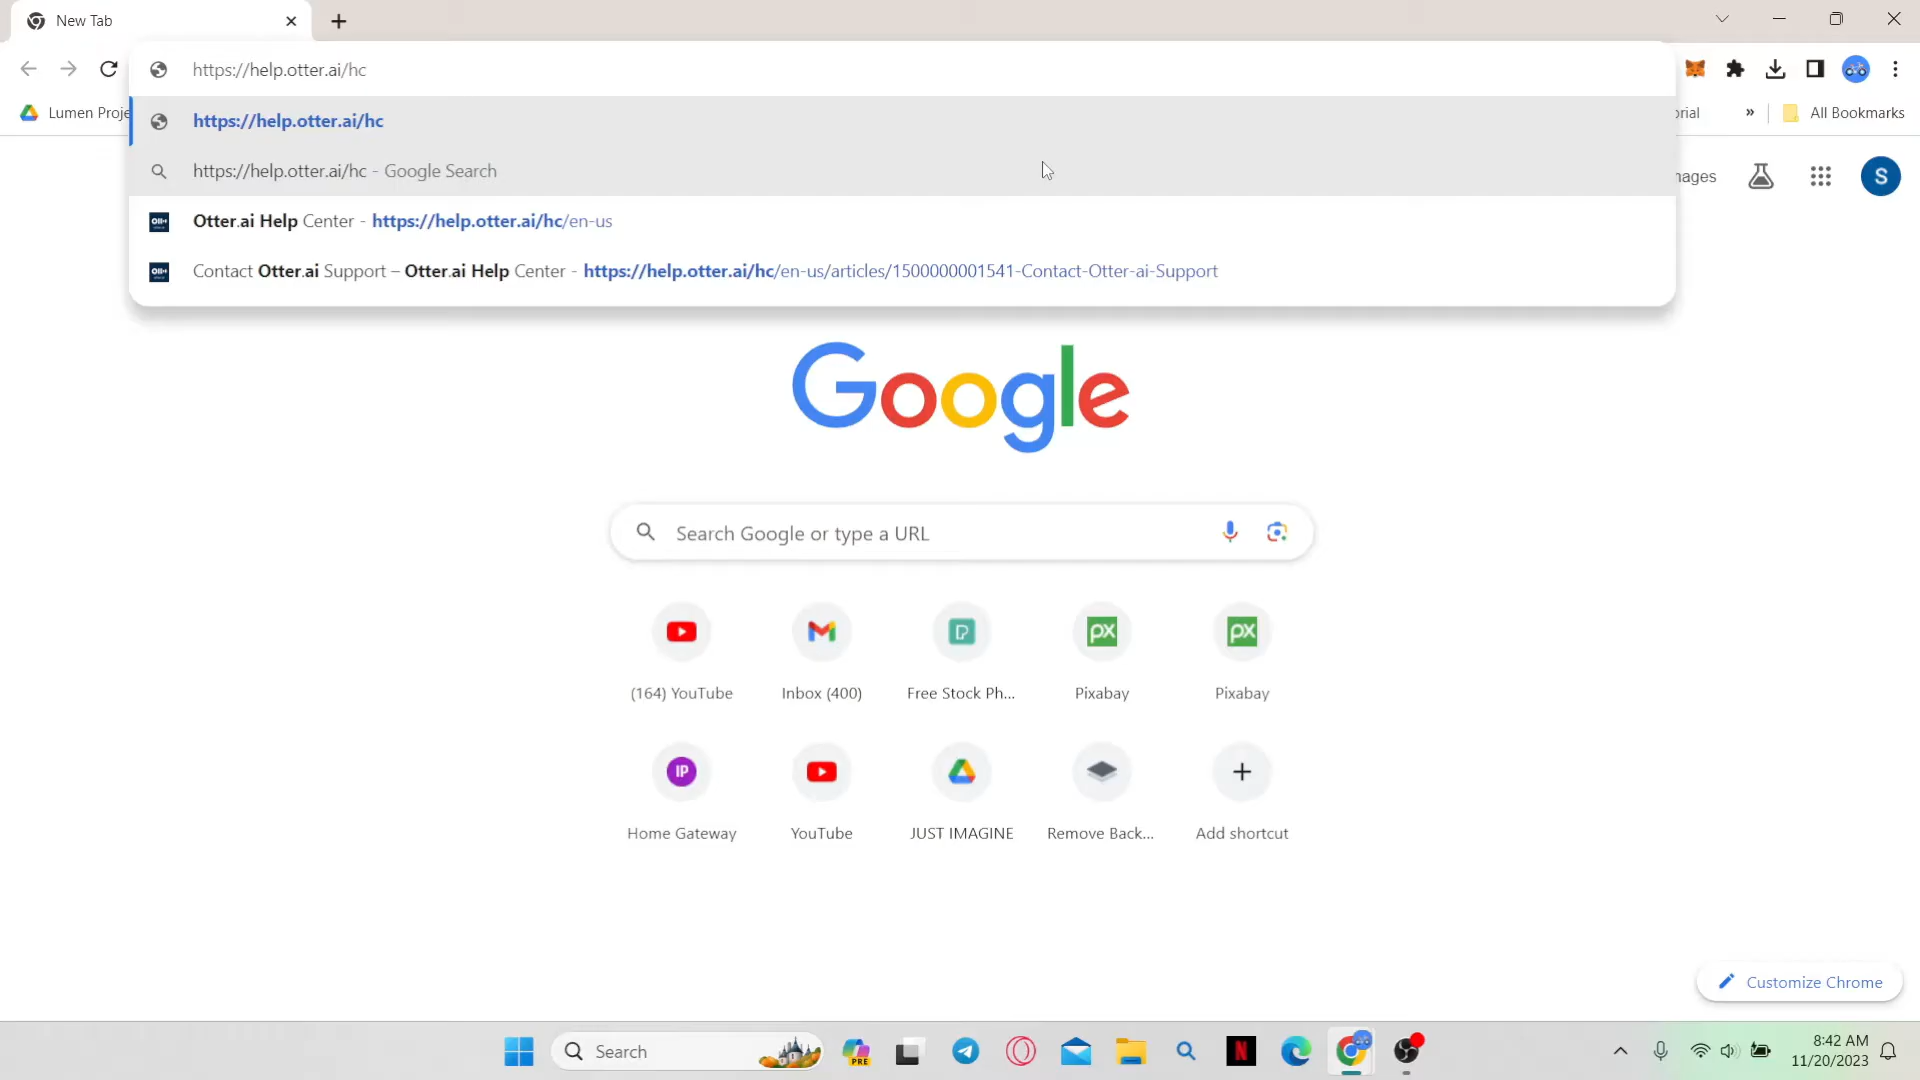 New Tab
https://help.otter.ai/hc
https://help.otter.ai/hc
https://help.otter.ai/hc - Google Search
Otter.ai Help Center - https://help.otter.ai/hc/en-us
Contact Otter.ai Support – Otter.ai Help Center - https://help.otter.ai/hc/en-us/articles/1500000001541-Contact-Otter-ai-Support
Lumen Proje
orial
»
All Bookmarks
nages
S
Google
Search Google or type a URL
(164) YouTube
Inbox (400)
Free Stock Ph...
Pixabay
Pixabay
IP
Home Gateway
YouTube
JUST IMAGINE
Remove Back...
Add shortcut
Customize Chrome
Search
PRE
N
8:42 AM
11/20/2023